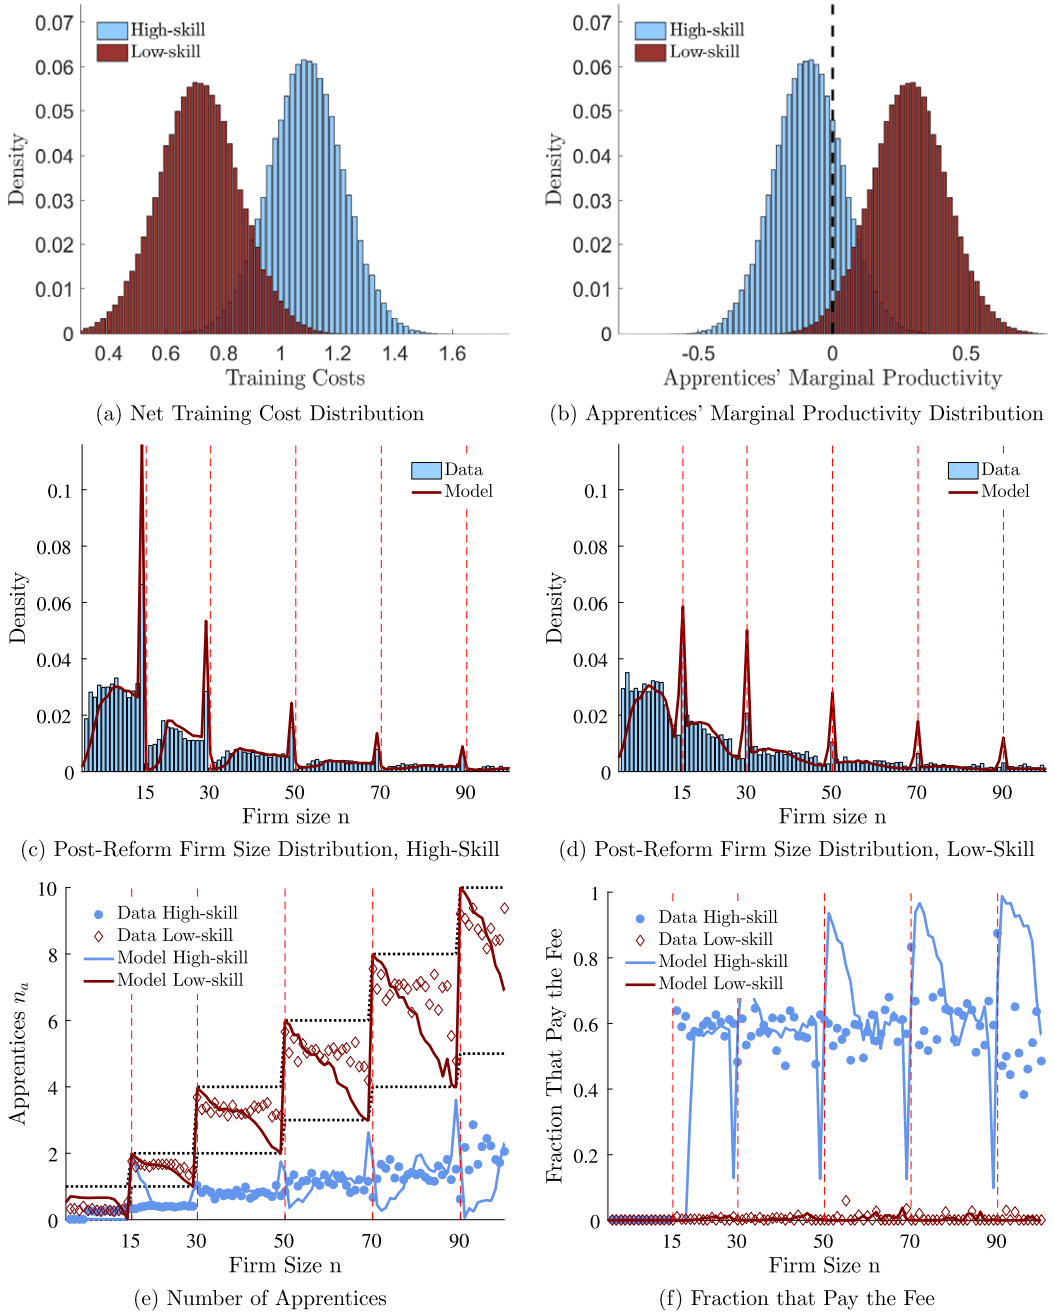 0.07
0.06
0.05
0.04
0.03
0.02
0.01
0
Density
High-skill
Low-skill
0.4 0.6 0.8 1 1.2 1.4 1.6
Training Costs
(a) Net Training Cost Distribution
0.07
0.06
0.05
0.04
0.03
0.02
0.01
0
Density
High-skill
Low-skill
-0.5 0 0.5
Apprentices' Marginal Productivity
(b) Apprentices' Marginal Productivity Distribution
0.1
0.08
0.06
0.04
0.02
0
Density
Data
Model
15 30 50 70 90
Firm size n
(c) Post-Reform Firm Size Distribution, High-Skill
0.1
0.08
0.06
0.04
0.02
0
Density
Data
Model
15 30 50 70 90
Firm size n
(d) Post-Reform Firm Size Distribution, Low-Skill
10
8
6
4
2
0
Apprentices nₐ
Data High-skill
Data Low-skill
Model High-skill
Model Low-skill
15 30 50 70 90
Firm Size n
(e) Number of Apprentices
1
0.8
0.6
0.4
0.2
0
Fraction That Pay the Fee
Data High-skill
Data Low-skill
Model High-skill
Model Low-skill
15 30 50 70 90
Firm Size n
(f) Fraction that Pay the Fee